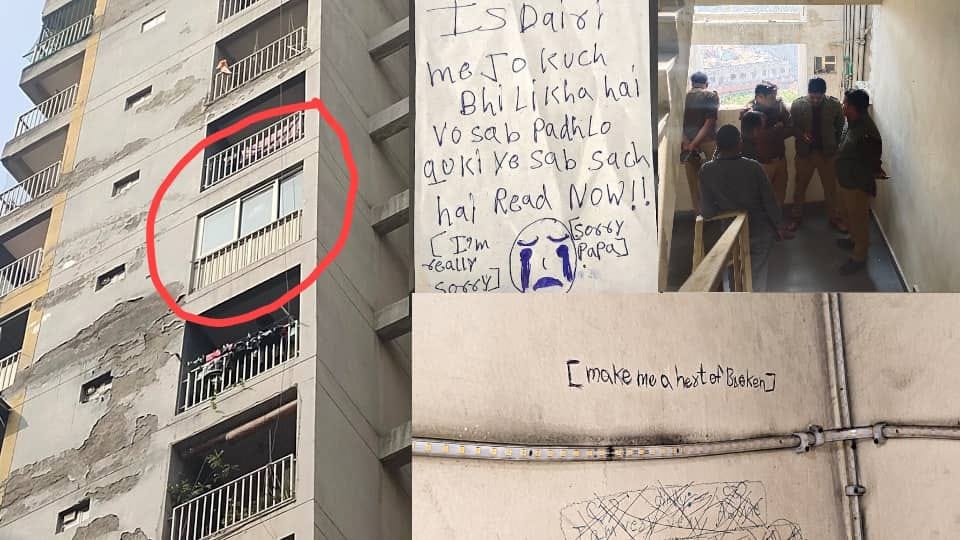 Is Dairi
me Jo kuch
Bhi Likha hai
vo sab Padhlo
quki ye sab sach
hai Read NOW!!
[I'm
really
sorry]
[sorry
Papa]
[make me a hert of Broken]